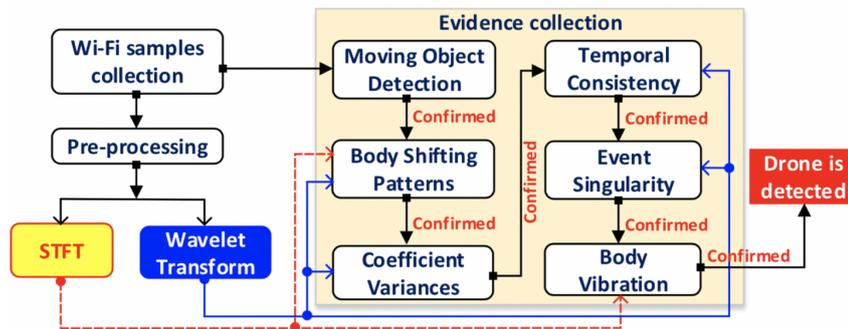 Evidence collection
Wi-Fi samples
collection
Moving Object
Detection
Temporal
Consistency
Confirmed
Confirmed
Pre-processing
Body Shifting
Patterns
Confirmed
Event
Singularity
Drone is
detected
Confirmed
Confirmed
STFT
Wavelet
Transform
Coefficient
Variances
Body
Vibration
Confirmed